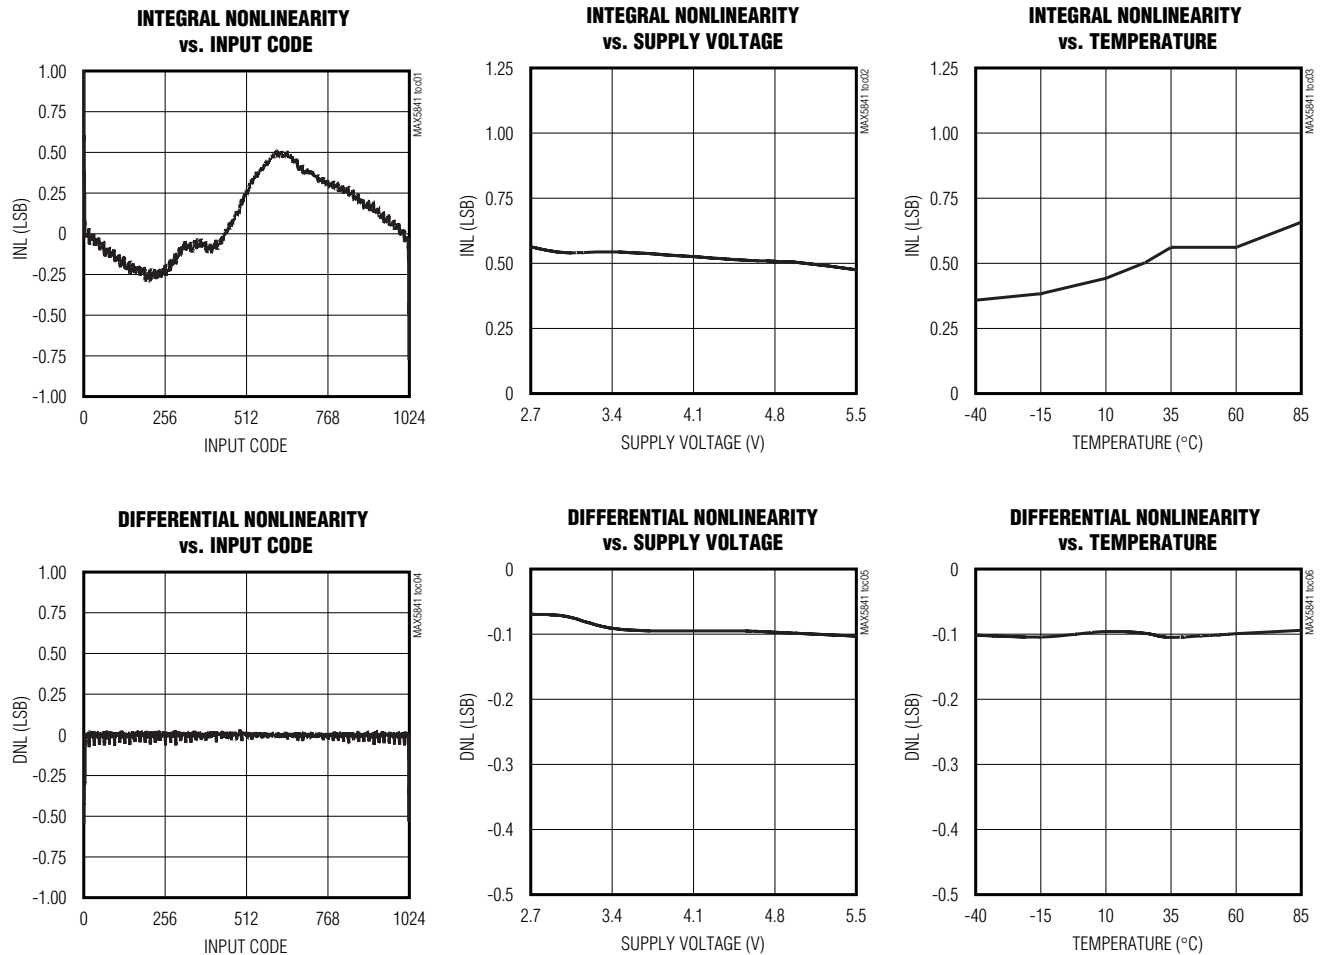 INTEGRAL NONLINEARITY
vs. INPUT CODE
1.00
0.75
0.50
0.25
0
-0.25
-0.50
-0.75
-1.00
INL (LSB)
0 256 512 768 1024
INPUT CODE
MAX5841 toc01
INTEGRAL NONLINEARITY
vs. SUPPLY VOLTAGE
1.25
1.00
0.75
0.50
0.25
0
INL (LSB)
2.7 3.4 4.1 4.8 5.5
SUPPLY VOLTAGE (V)
MAX5841 toc02
INTEGRAL NONLINEARITY
vs. TEMPERATURE
1.25
1.00
0.75
0.50
0.25
0
INL (LSB)
-40 -15 10 35 60 85
TEMPERATURE (°C)
MAX5841 toc03
DIFFERENTIAL NONLINEARITY
vs. INPUT CODE
1.00
0.75
0.50
0.25
0
-0.25
-0.50
-0.75
-1.00
DNL (LSB)
0 256 512 768 1024
INPUT CODE
MAX5841 toc04
DIFFERENTIAL NONLINEARITY
vs. SUPPLY VOLTAGE
0
-0.1
-0.2
-0.3
-0.4
-0.5
DNL (LSB)
2.7 3.4 4.1 4.8 5.5
SUPPLY VOLTAGE (V)
MAX5841 toc05
DIFFERENTIAL NONLINEARITY
vs. TEMPERATURE
0
-0.1
-0.2
-0.3
-0.4
-0.5
DNL (LSB)
-40 -15 10 35 60 85
TEMPERATURE (°C)
MAX5841 toc06